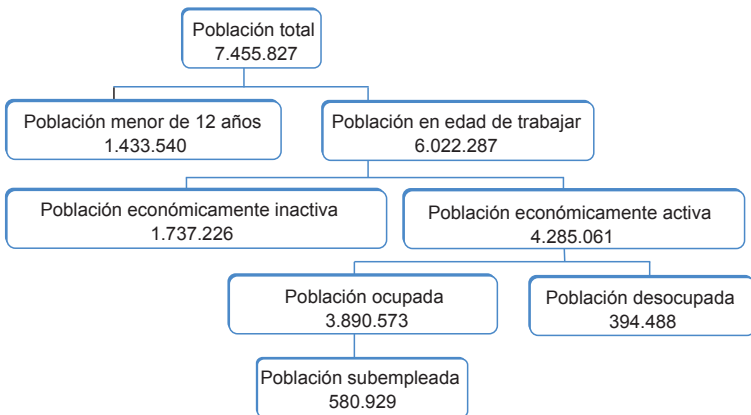 Población total
7.455.827
Población menor de 12 años
1.433.540
Población en edad de trabajar
6.022.287
Población económicamente inactiva
1.737.226
Población económicamente activa
4.285.061
Población ocupada
3.890.573
Población desocupada
394.488
Población subempleada
580.929